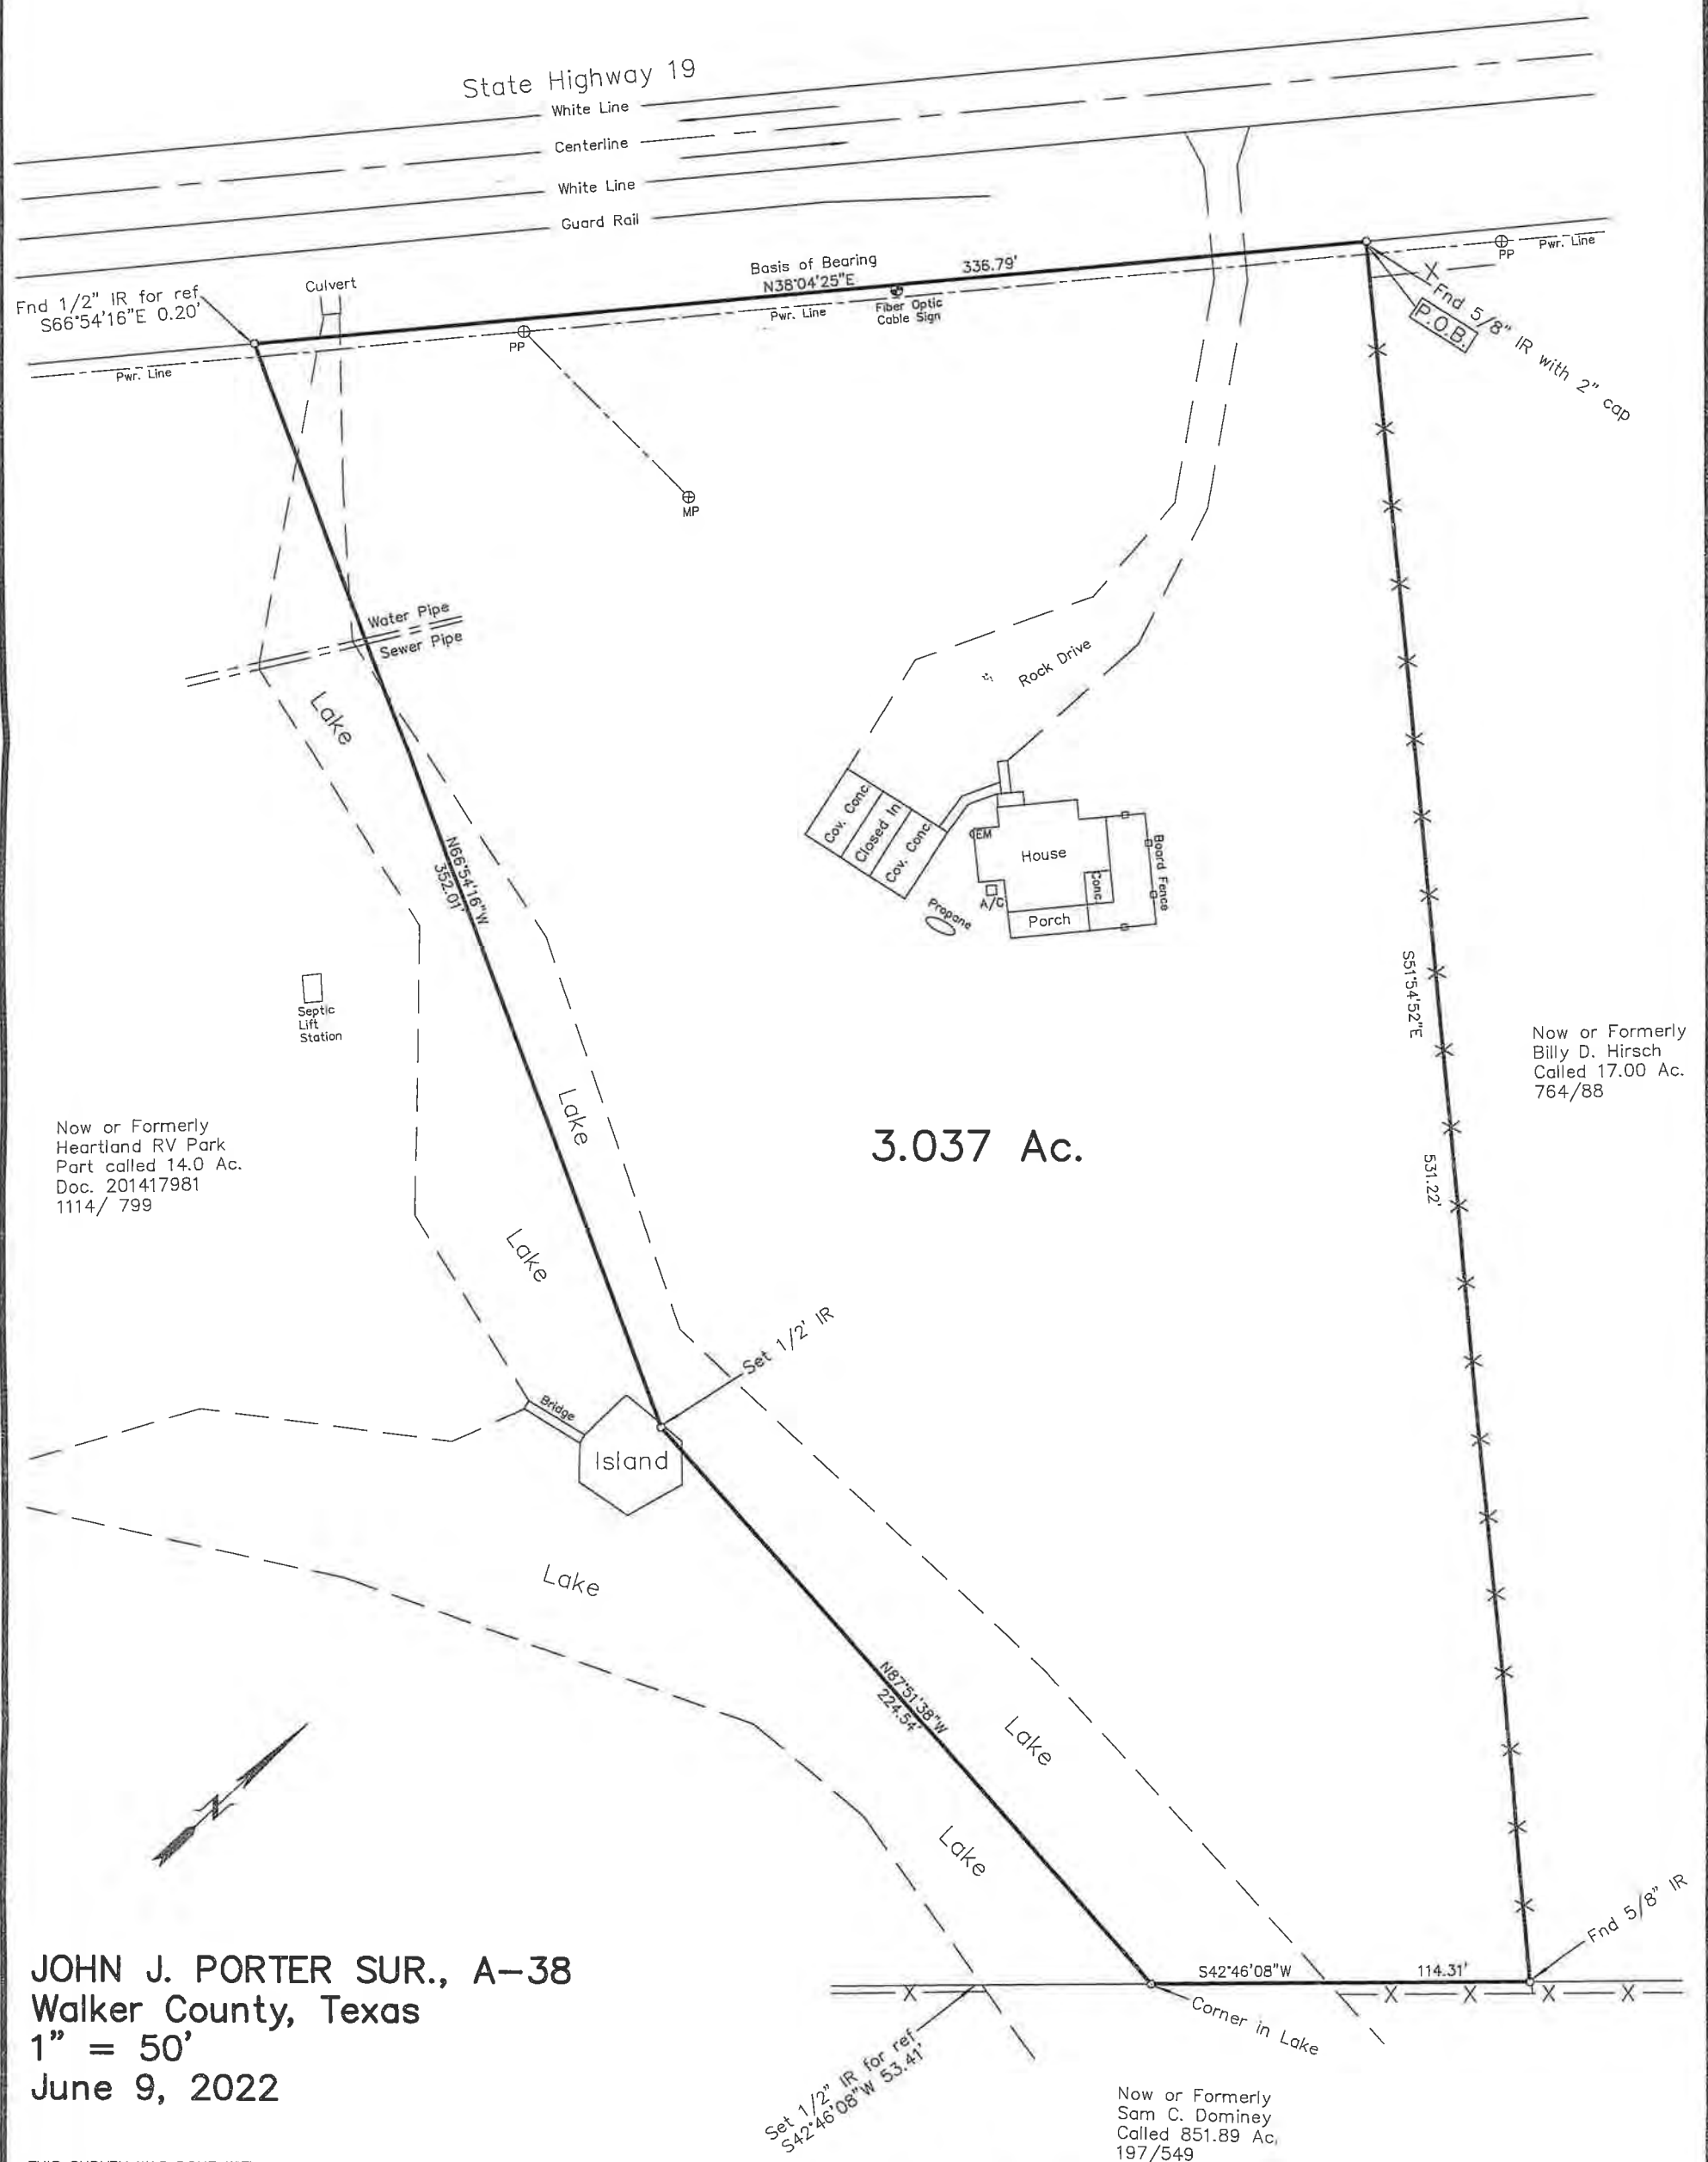 State Highway 19
White Line
Centerline
White Line
Guard Rail
Basis of Bearing
N38°04'25"E
336.79'
Pwr. Line
PP
Fnd 1/2" IR for ref
S66°54'16"E 0.20'
Culvert
Fiber Optic
Cable Sign
Pwr. Line
PP
Pwr. Line
X
Fnd 5/8" IR with 2" cap
P.O.B.
MP
Water Pipe
Sewer Pipe
Lake
Rock Drive
Cov. Conc.
Closed In
Cov. Conc.
EM
House
Board Fence
Conc
A/C
Porch
Propane
N66°54'16"W
352.01'
Septic
Lift
Station
S51°54'52"E
531.22'
Now or Formerly
Billy D. Hirsch
Called 17.00 Ac.
764/88
Lake
3.037 Ac.
Now or Formerly
Heartland RV Park
Part called 14.0 Ac.
Doc. 201417981
1114/ 799
Lake
Set 1/2' IR
Bridge
Island
Lake
N87°51'38"W
224.54'
Lake
N
Lake
Fnd 5/8" IR
S42°46'08"W
114.31'
X
X X X X
Corner in Lake
Set 1/2" IR for ref
S42°46'08"W 53.41'
JOHN J. PORTER SUR., A-38
Walker County, Texas
1" = 50'
June 9, 2022
Now or Formerly
Sam C. Dominey
Called 851.89 Ac.
197/549